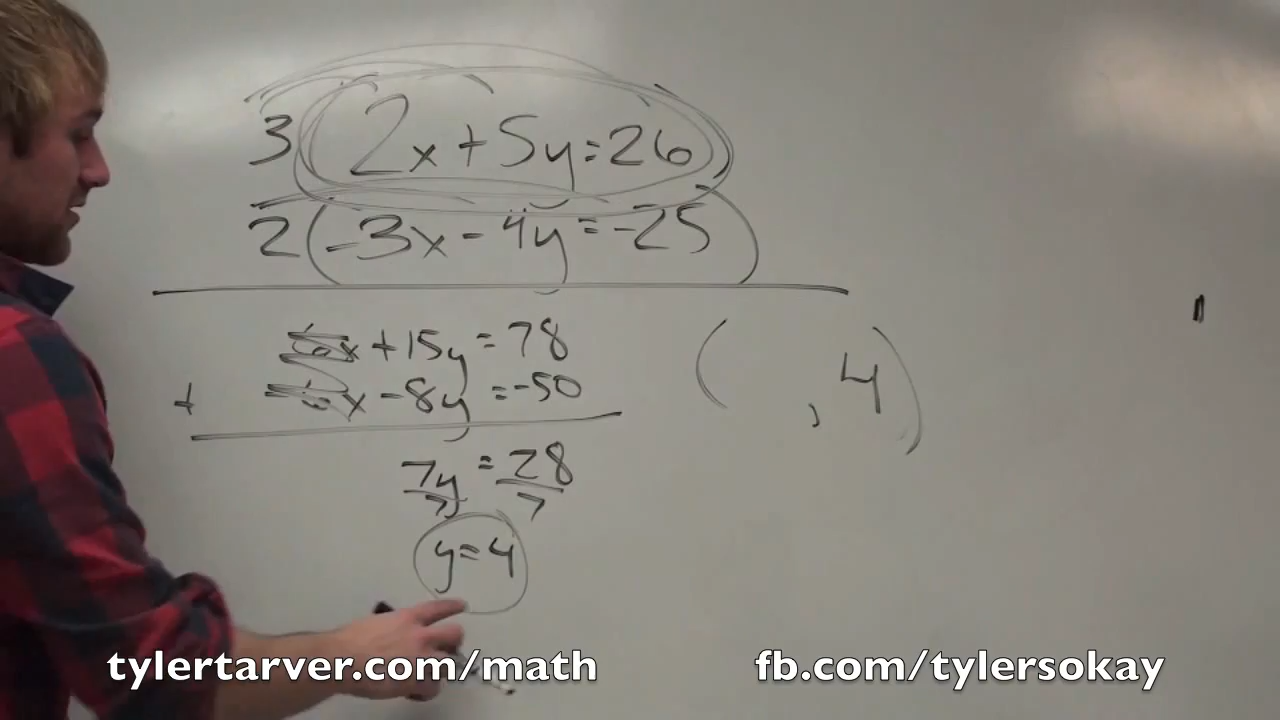 3(2x+5y=26)
2(-3x-4y=-25)
6x+15y=78
+ -6x-8y=-50
( , 4)
7y=28
7 7
y=4
tylertarver.com/math
fb.com/tylersokay